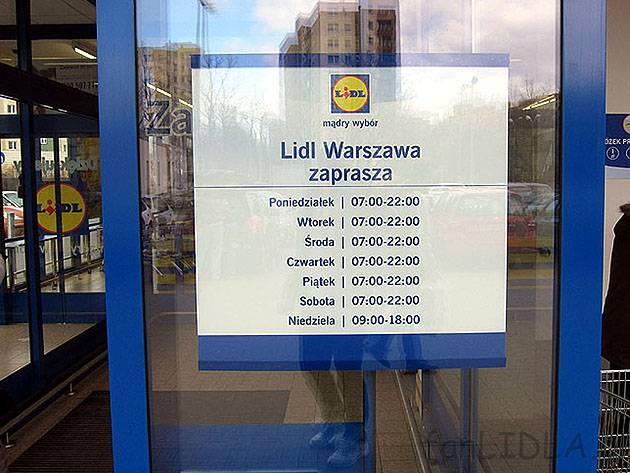 LIDL
mądry wybór
Lidl Warszawa
zaprasza
Poniedziałek | 07:00-22:00
Wtorek | 07:00-22:00
Środa | 07:00-22:00
Czwartek | 07:00-22:00
Piątek | 07:00-22:00
Sobota | 07:00-22:00
Niedziela | 09:00-18:00
Za
LIDL
fanLIDLA